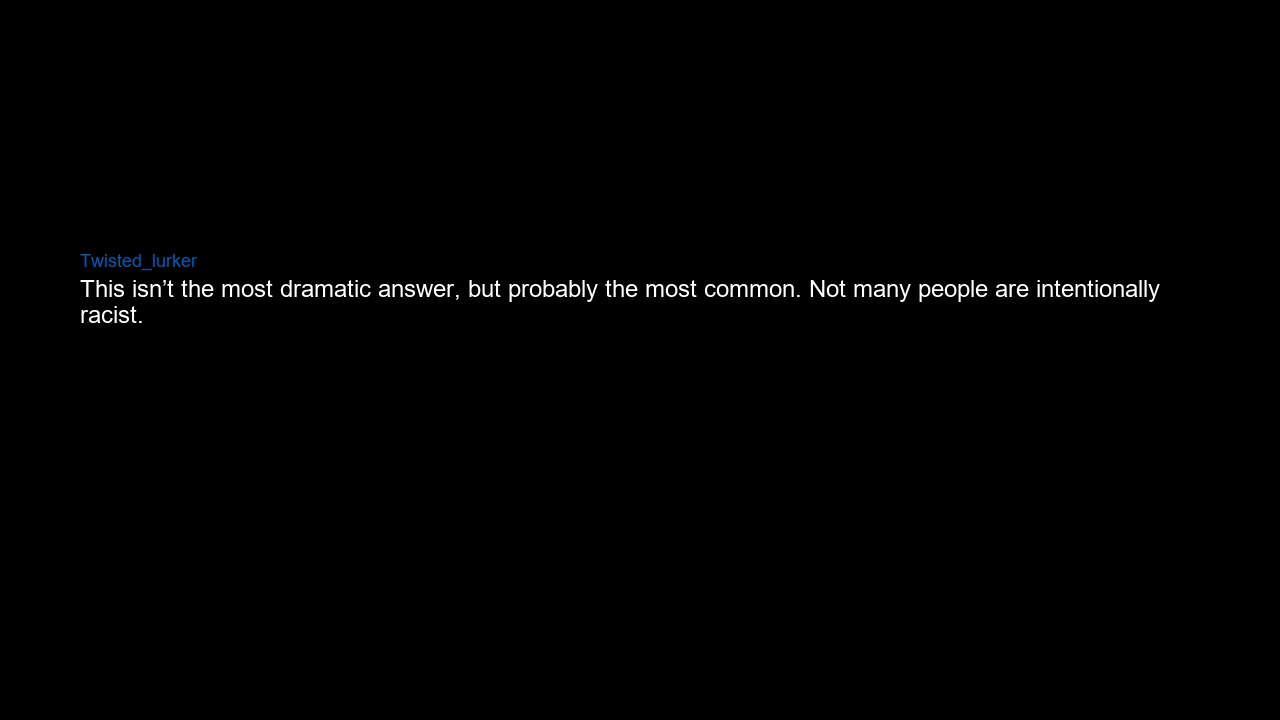 Twisted_lurker
This isn’t the most dramatic answer, but probably the most common. Not many people are intentionally
racist.